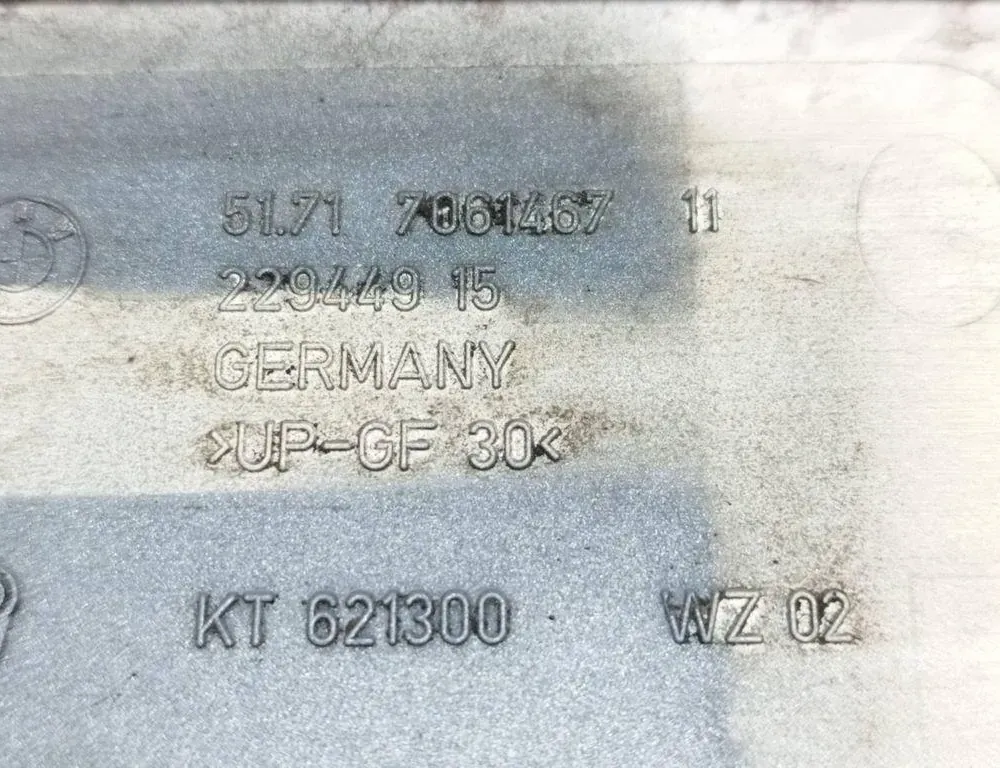 51.71 7061467 11
229449 15
GERMANY
>UP-GF 30<
KT 621300 WZ 02